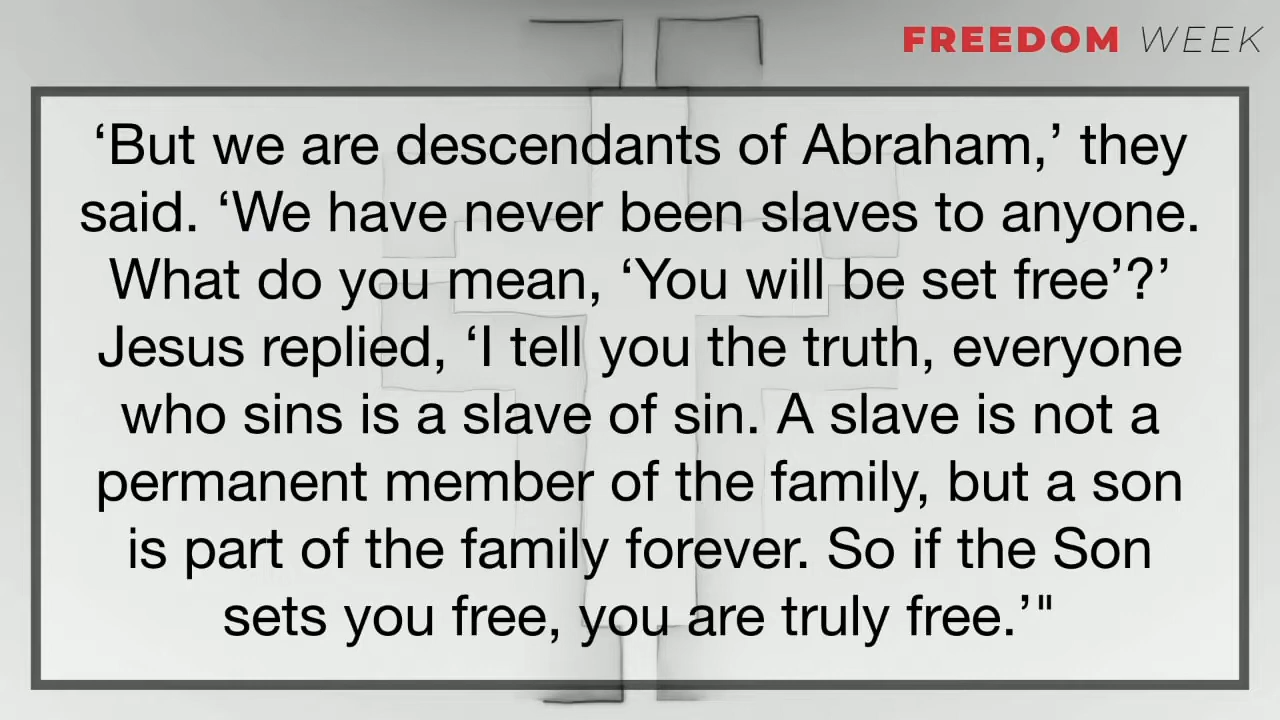 FREEDOM WEEK
‘But we are descendants of Abraham,’ they
said. ‘We have never been slaves to anyone.
What do you mean, ‘You will be set free’?’
Jesus replied, ‘I tell you the truth, everyone
who sins is a slave of sin. A slave is not a
permanent member of the family, but a son
is part of the family forever. So if the Son
sets you free, you are truly free.’"